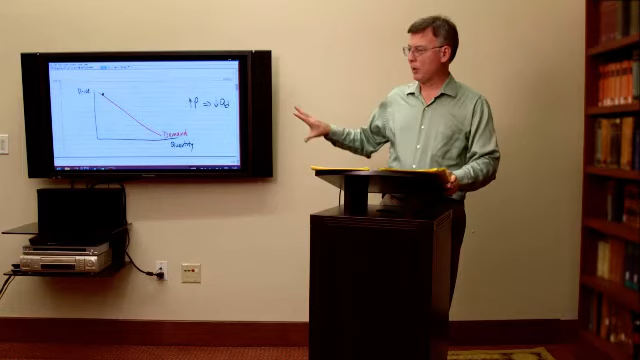 Price
↑P ⇒ ↓Qd
Demand
Quantity